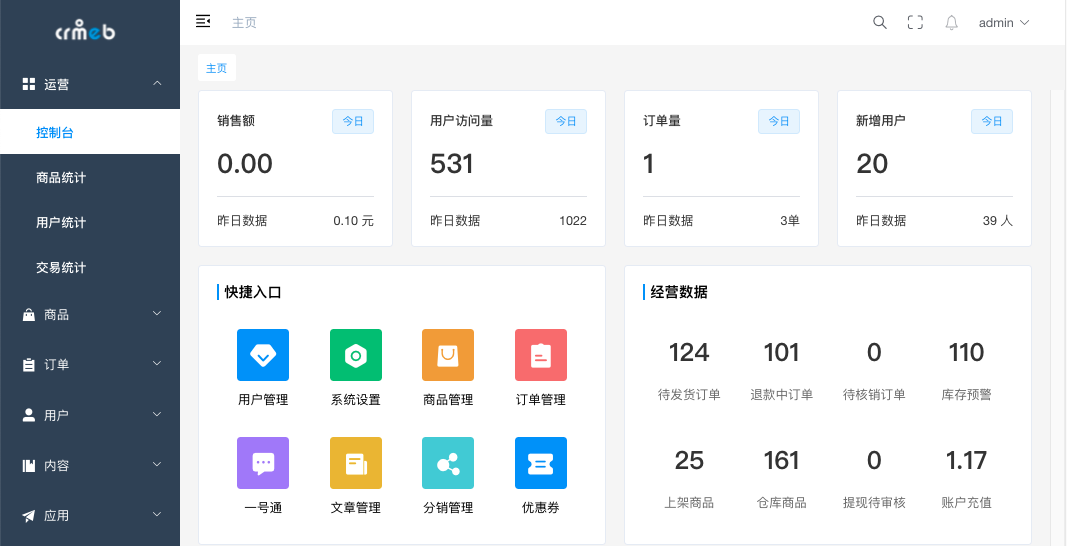 crmeb
主页
admin
运营
控制台
商品统计
用户统计
交易统计
商品
订单
用户
内容
应用
主页
销售额 今日
0.00
昨日数据 0.10 元
用户访问量 今日
531
昨日数据 1022
订单量 今日
1
昨日数据 3单
新增用户 今日
20
昨日数据 39 人
快捷入口
用户管理 系统设置 商品管理 订单管理
一号通 文章管理 分销管理 优惠券
经营数据
124 101 0 110
待发货订单 退款中订单 待核销订单 库存预警
25 161 0 1.17
上架商品 仓库商品 提现待审核 账户充值